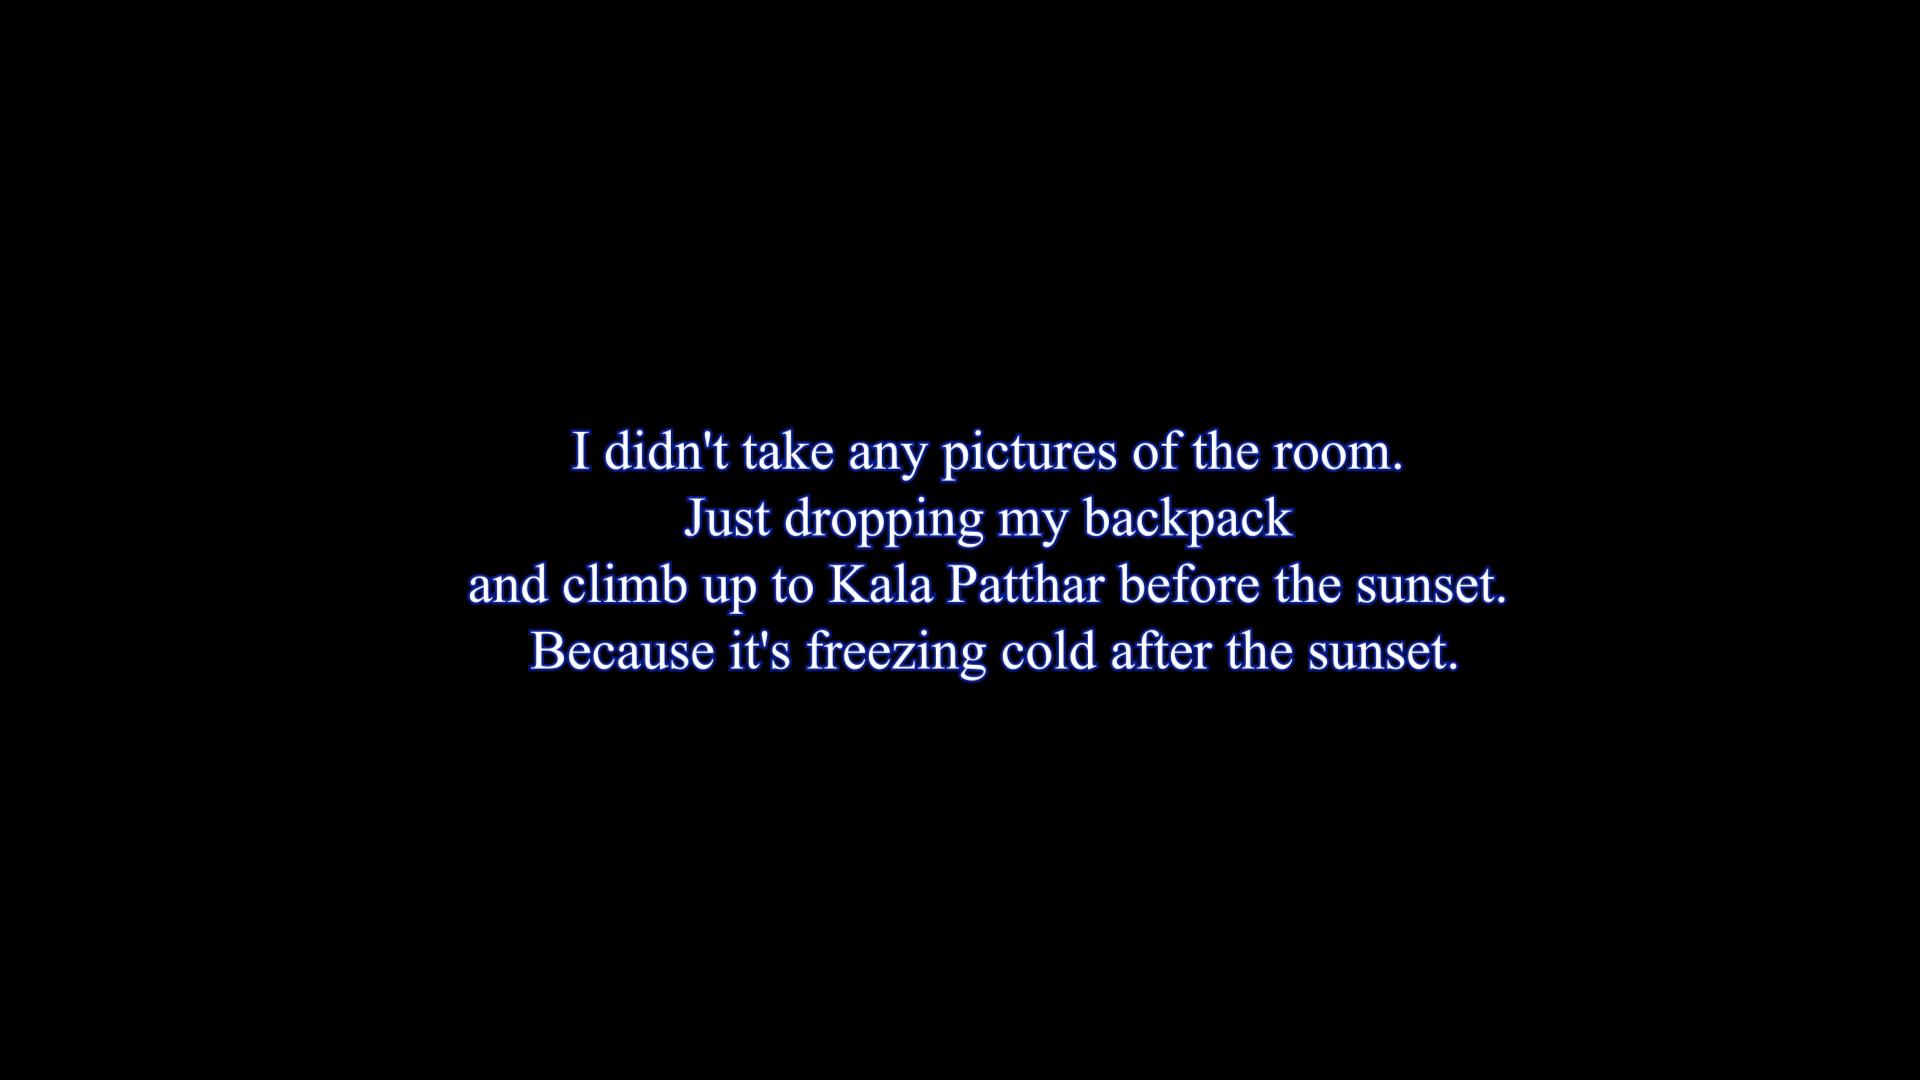 I didn't take any pictures of the room.
Just dropping my backpack
and climb up to Kala Patthar before the sunset.
Because it's freezing cold after the sunset.